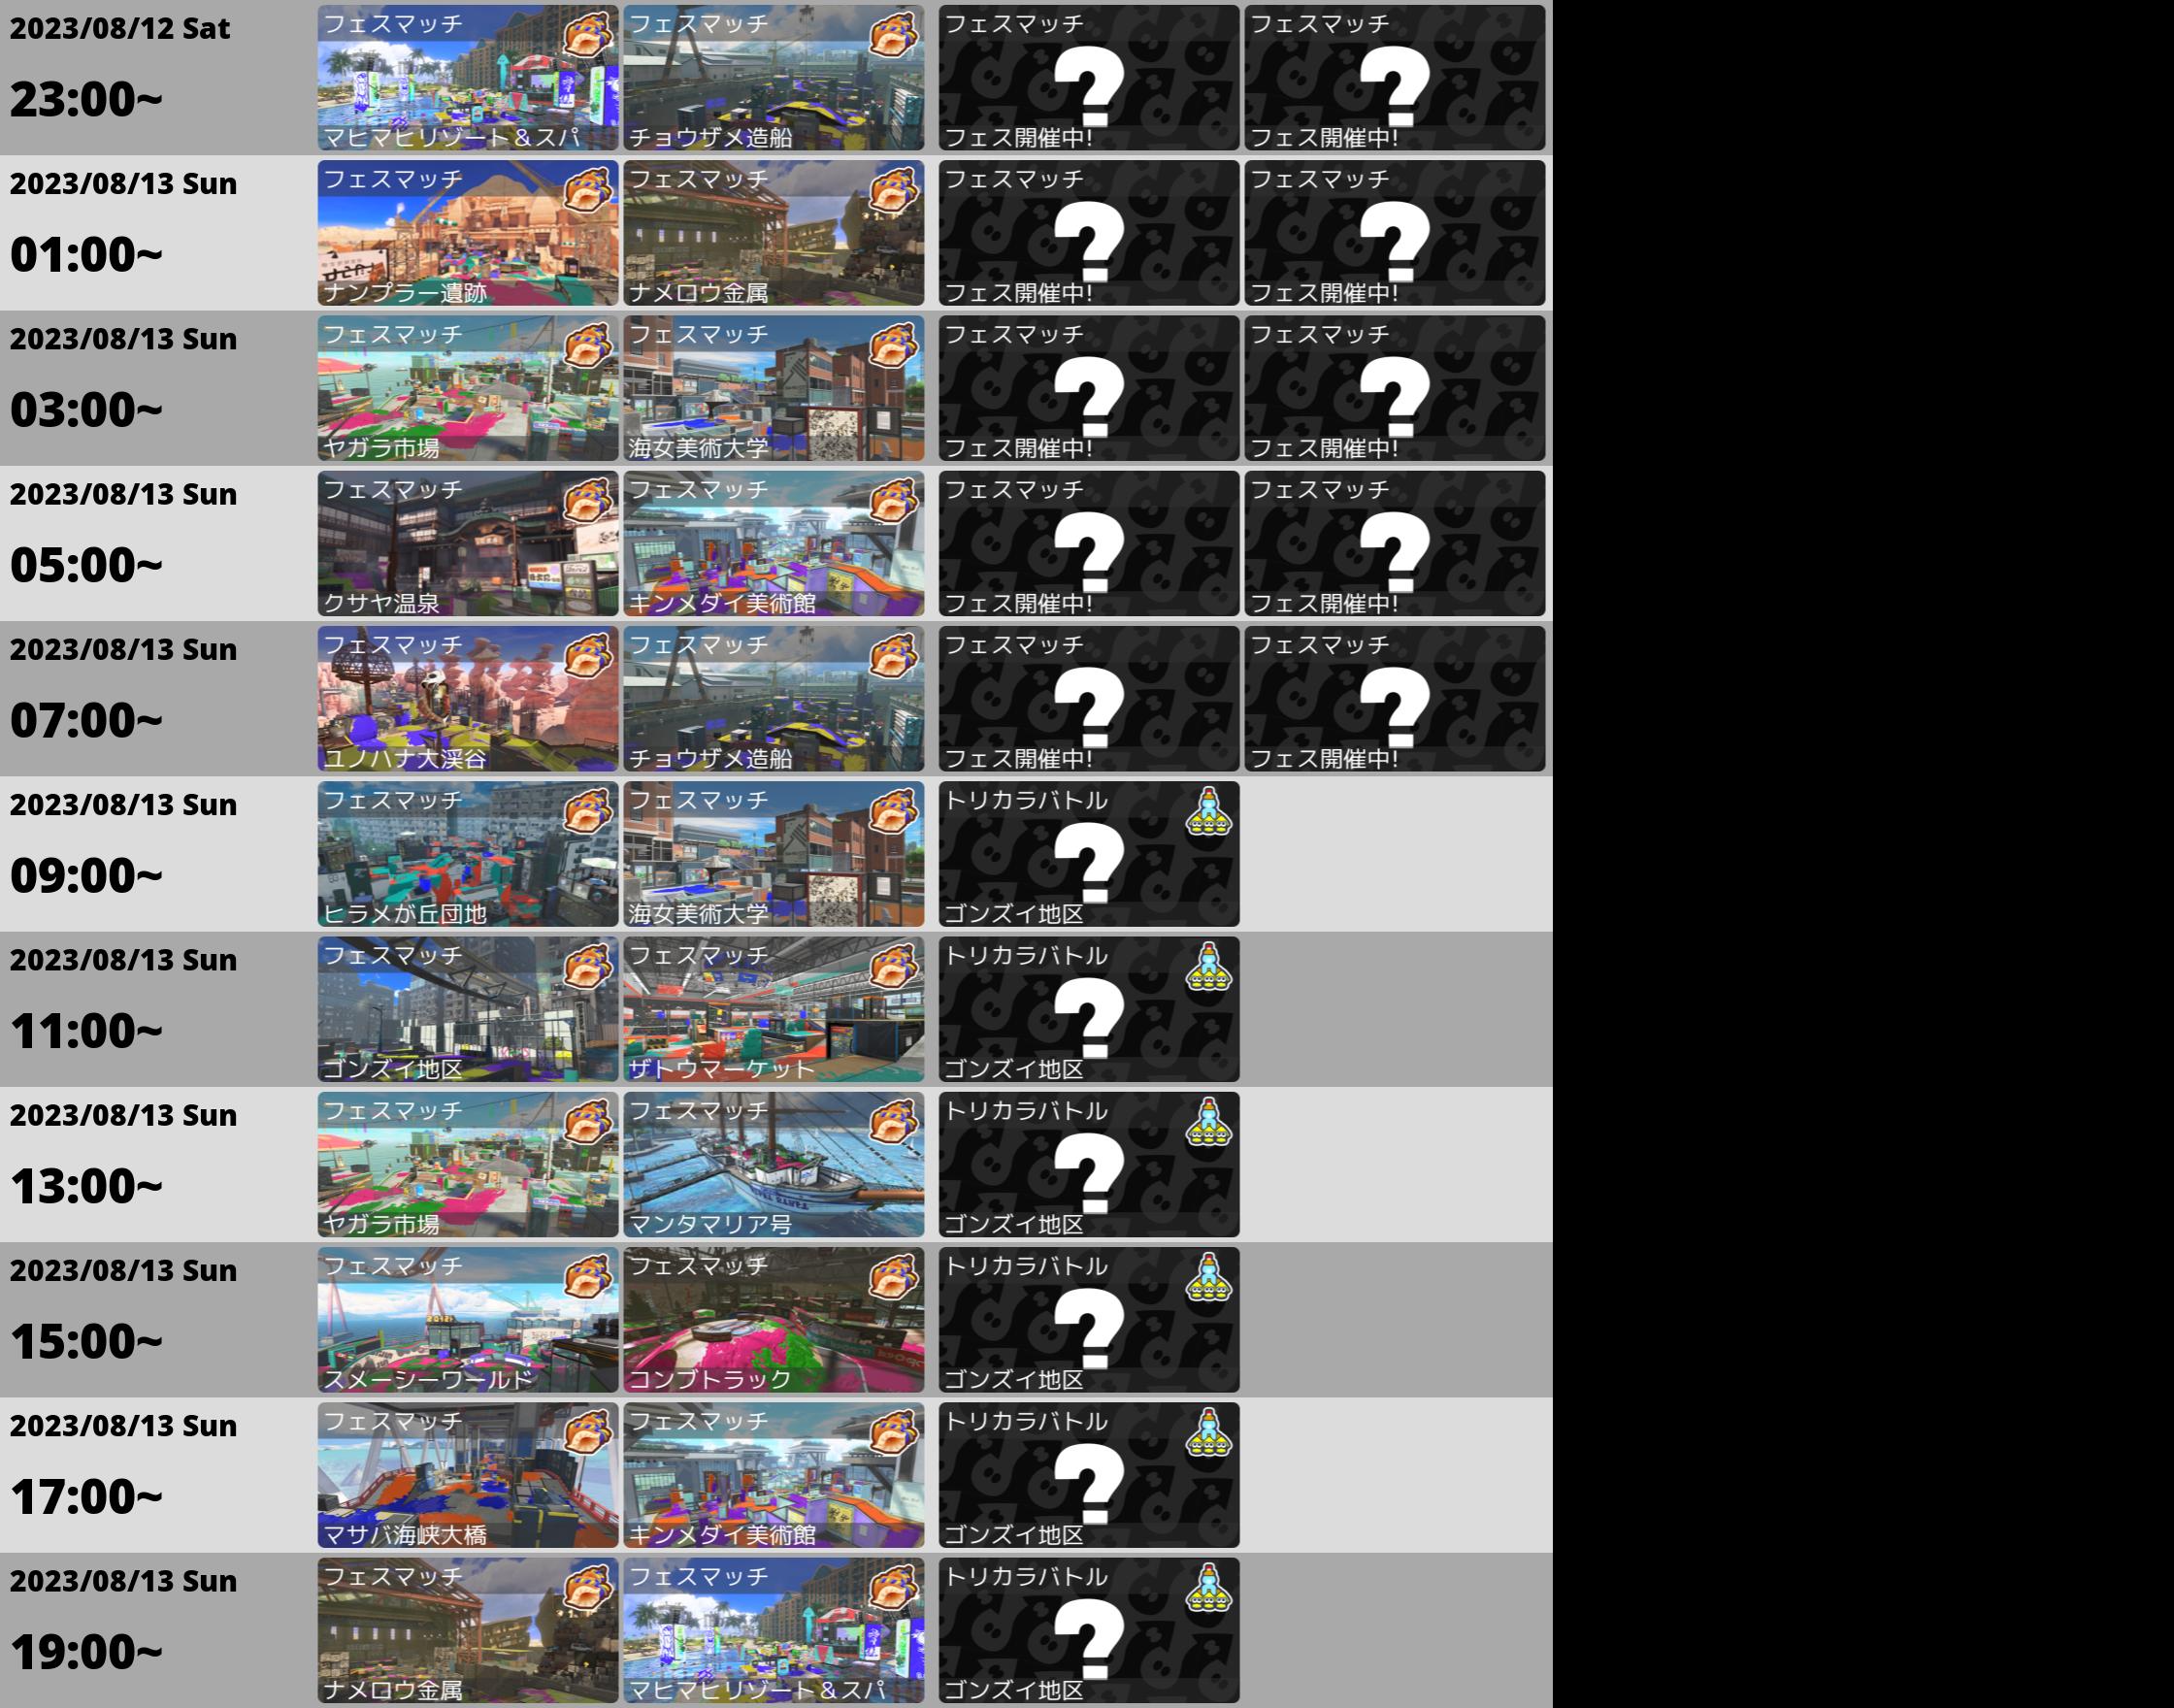 2023/08/12 Sat
23:00~
フェスマッチ
マヒマヒリゾート＆スパ
フェスマッチ
チョウザメ造船
フェスマッチ
フェス開催中!
フェスマッチ
フェス開催中!
2023/08/13 Sun
01:00~
フェスマッチ
ナンプラー遺跡
フェスマッチ
ナメロウ金属
フェスマッチ
フェス開催中!
フェスマッチ
フェス開催中!
2023/08/13 Sun
03:00~
フェスマッチ
ヤガラ市場
フェスマッチ
海女美術大学
フェスマッチ
フェス開催中!
フェスマッチ
フェス開催中!
2023/08/13 Sun
05:00~
フェスマッチ
クサヤ温泉
フェスマッチ
キンメダイ美術館
フェスマッチ
フェス開催中!
フェスマッチ
フェス開催中!
2023/08/13 Sun
07:00~
フェスマッチ
ユノハナ大渓谷
フェスマッチ
チョウザメ造船
フェスマッチ
フェス開催中!
フェスマッチ
フェス開催中!
2023/08/13 Sun
09:00~
フェスマッチ
ヒラメが丘団地
フェスマッチ
海女美術大学
トリカラバトル
ゴンズイ地区
2023/08/13 Sun
11:00~
フェスマッチ
ゴンズイ地区
フェスマッチ
ザトウマーケット
トリカラバトル
ゴンズイ地区
2023/08/13 Sun
13:00~
フェスマッチ
ヤガラ市場
フェスマッチ
マンタマリア号
トリカラバトル
ゴンズイ地区
2023/08/13 Sun
15:00~
フェスマッチ
スメーシーワールド
フェスマッチ
コンブトラック
トリカラバトル
ゴンズイ地区
2023/08/13 Sun
17:00~
フェスマッチ
マサバ海峡大橋
フェスマッチ
キンメダイ美術館
トリカラバトル
ゴンズイ地区
2023/08/13 Sun
19:00~
フェスマッチ
ナメロウ金属
フェスマッチ
マヒマヒリゾート＆スパ
トリカラバトル
ゴンズイ地区